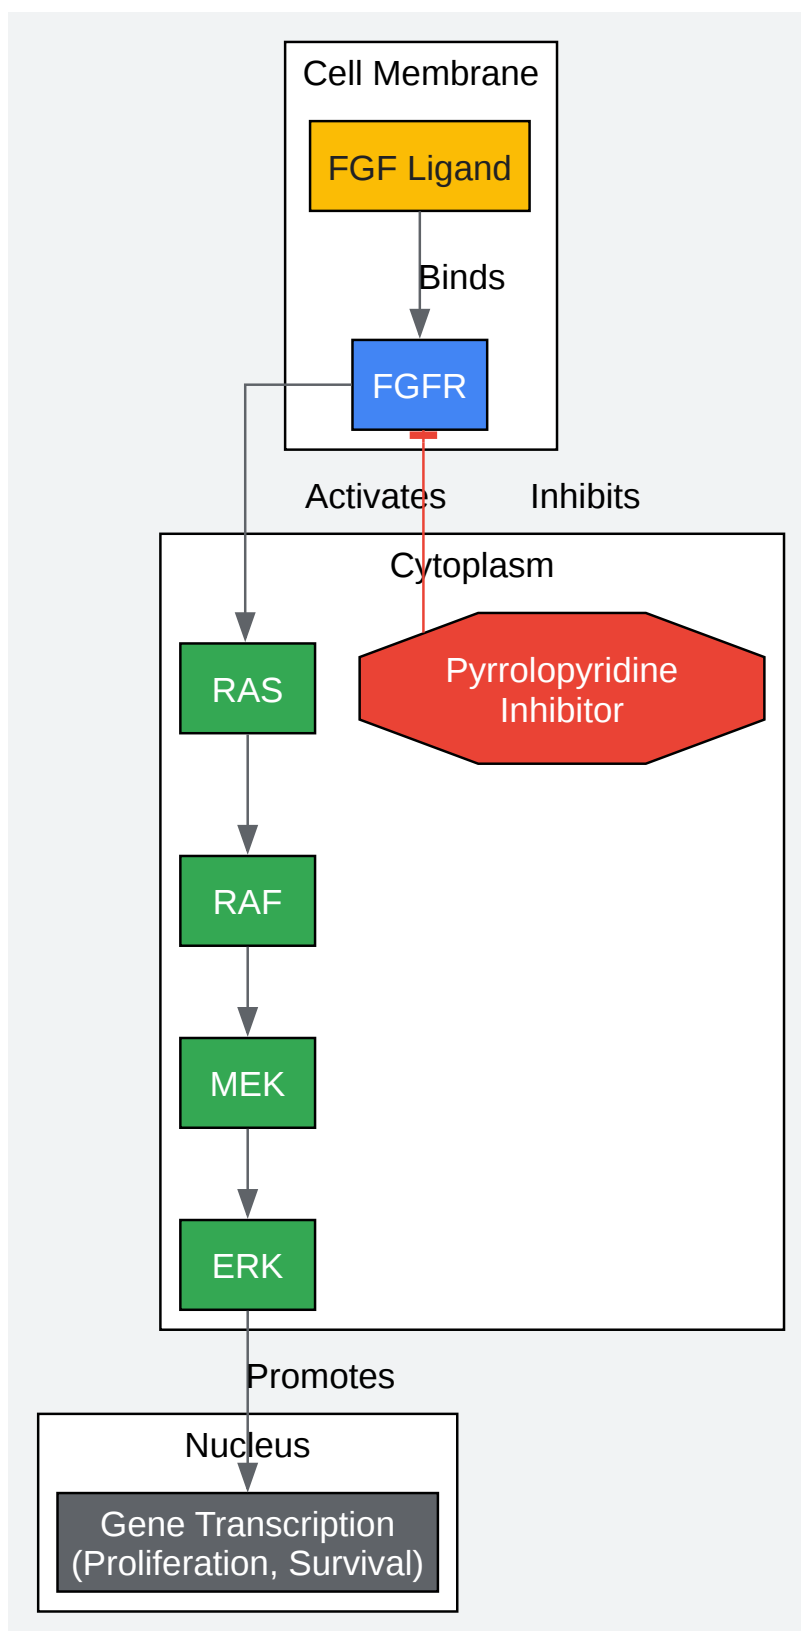 Cell Membrane
FGF Ligand
Binds
FGFR
Activates
Inhibits
Cytoplasm
RAS
Pyrrolopyridine
Inhibitor
RAF
MEK
ERK
Promotes
Nucleus
Gene Transcription
(Proliferation, Survival)